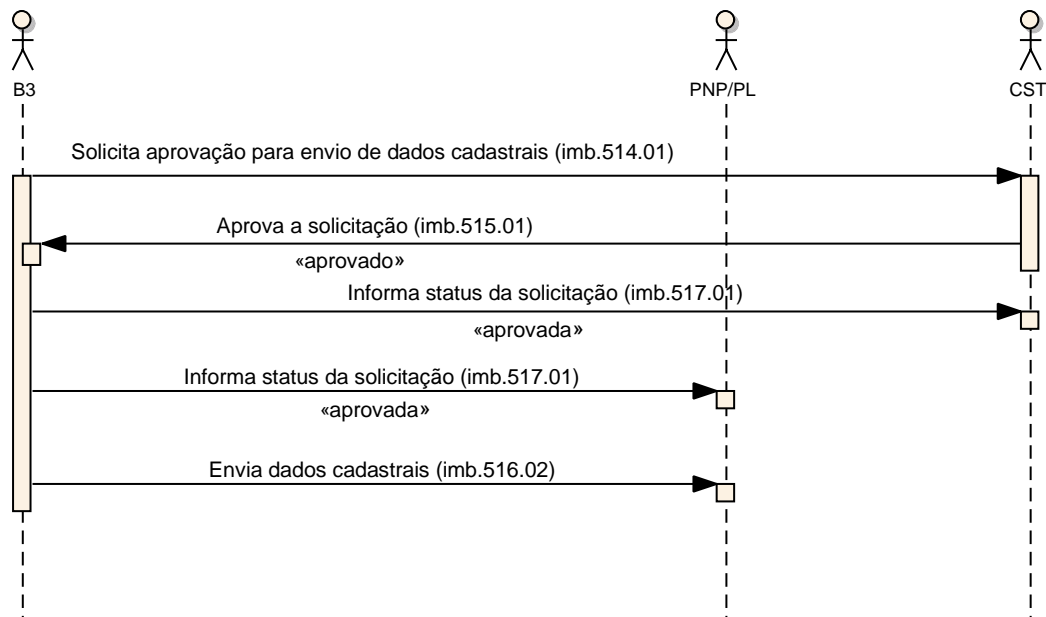 B3
PNP/PL
CST
Solicita aprovação para envio de dados cadastrais (imb.514.01)
Aprova a solicitação (imb.515.01)
«aprovado»
Informa status da solicitação (imb.517.01)
«aprovada»
Informa status da solicitação (imb.517.01)
«aprovada»
Envia dados cadastrais (imb.516.02)